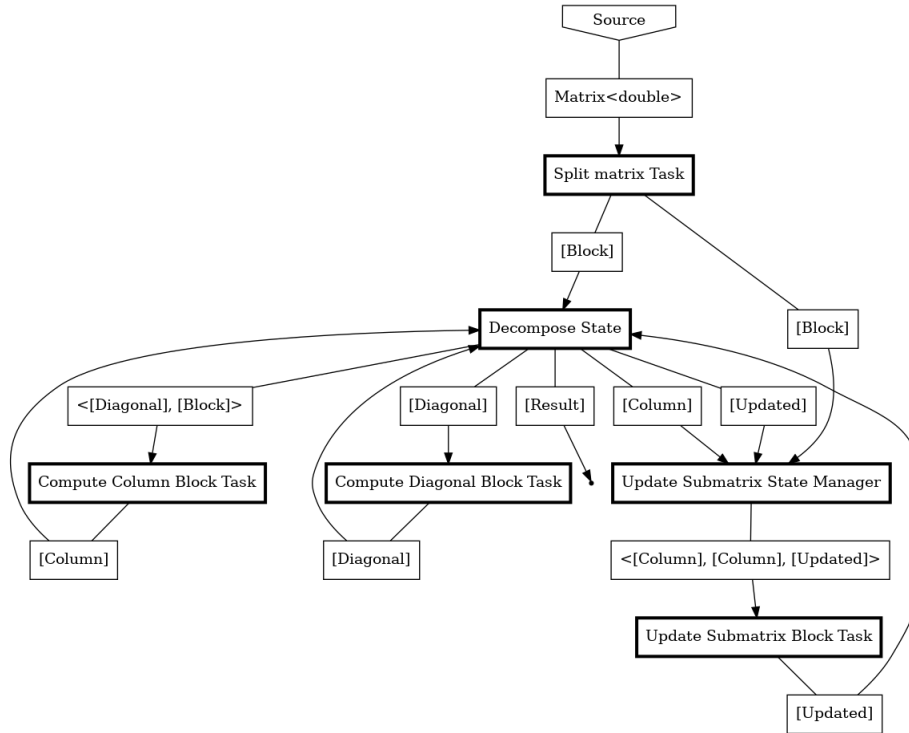 Source
Matrix<double>
Split matrix Task
[Block]
[Block]
Decompose State
<[Diagonal], [Block]>
[Diagonal]
[Result]
[Column]
[Updated]
Compute Column Block Task
Compute Diagonal Block Task
Update Submatrix State Manager
[Column]
[Diagonal]
<[Column], [Column], [Updated]>
Update Submatrix Block Task
[Updated]